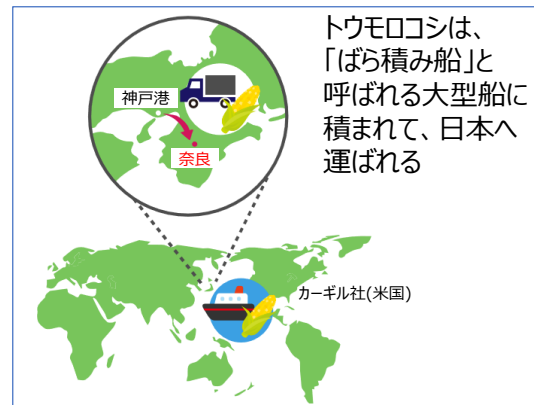 トウモロコシは、
「ばら積み船」と
呼ばれる大型船に
積まれて、日本へ
運ばれる
神戸港
奈良
カーギル社(米国)